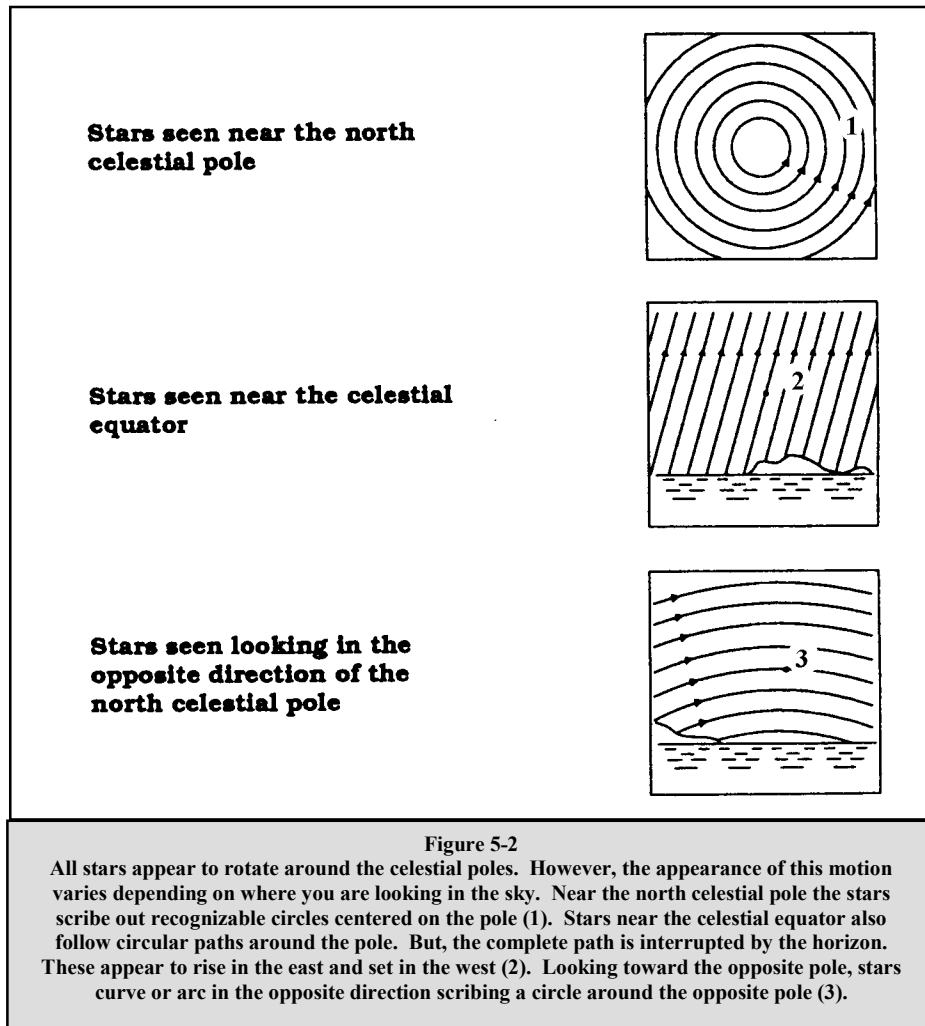 Stars seen near the north
celestial pole
1
Stars seen near the celestial
equator
2
Stars seen looking in the
opposite direction of the
north celestial pole
3
Figure 5-2
All stars appear to rotate around the celestial poles. However, the appearance of this motion
varies depending on where you are looking in the sky. Near the north celestial pole the stars
scribe out recognizable circles centered on the pole (1). Stars near the celestial equator also
follow circular paths around the pole. But, the complete path is interrupted by the horizon.
These appear to rise in the east and set in the west (2). Looking toward the opposite pole, stars
curve or arc in the opposite direction scribing a circle around the opposite pole (3).